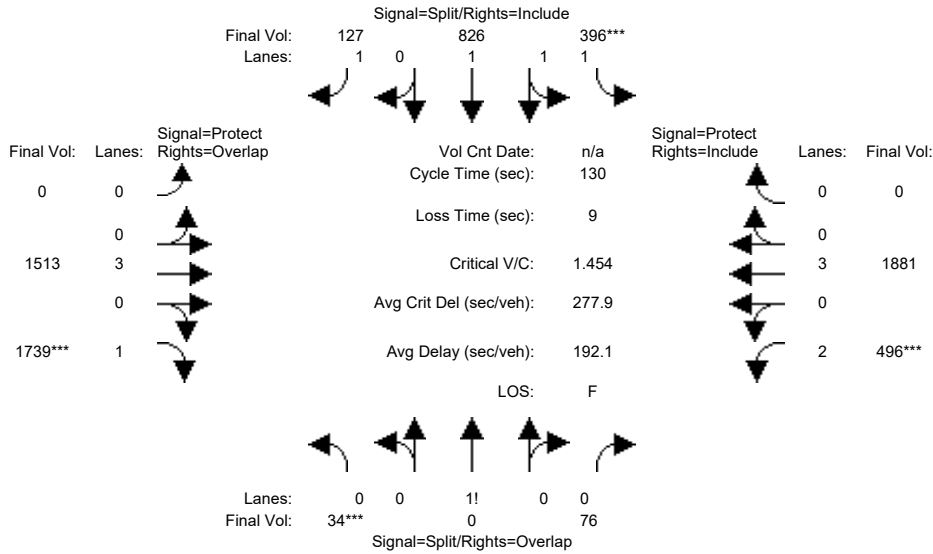 Signal=Split/Rights=Include
Final Vol: 127 826 396***
Lanes: 1 0 1 1 1
Signal=Protect Signal=Protect
Final Vol: Lanes: Rights=Overlap Vol Cnt Date: n/a Rights=Include Lanes: Final Vol:
0 0 Cycle Time (sec): 130 0 0
Loss Time (sec): 9
0 0
1513 3 Critical V/C: 1.454 3 1881
0 Avg Crit Del (sec/veh): 277.9 0
1739*** 1 Avg Delay (sec/veh): 192.1 2 496***
LOS: F
Lanes: 0 0 1! 0 0
Final Vol: 34*** 0 76
Signal=Split/Rights=Overlap